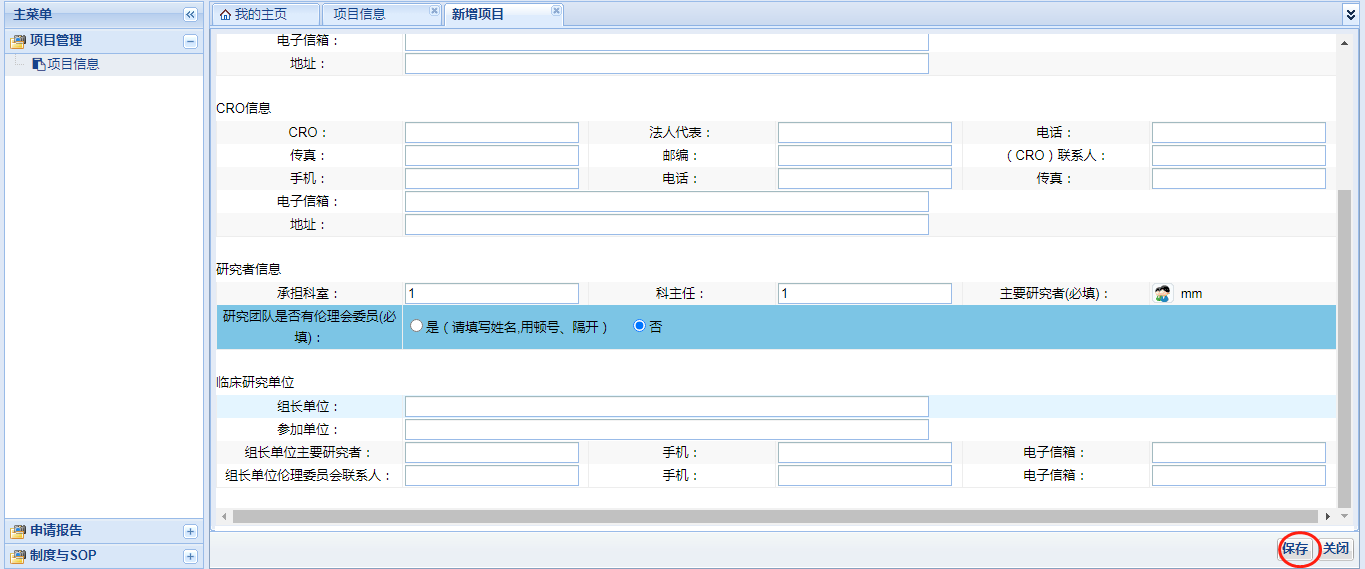 主菜单
我的主页
项目信息
新增项目
项目管理
项目信息
电子信箱：
地址：
CRO信息
CRO： 法人代表： 电话：
传真： 邮编： （CRO）联系人：
手机： 电话： 传真：
电子信箱：
地址：
研究者信息
承担科室： 1 科主任： 1 主要研究者(必填)： mm
研究团队是否有伦理会委员(必
填)：
是（请填写姓名,用顿号、隔开） 否
临床研究单位
组长单位：
参加单位：
组长单位主要研究者： 手机： 电子信箱：
组长单位伦理委员会联系人： 手机： 电子信箱：
申请报告
制度与SOP
保存 关闭